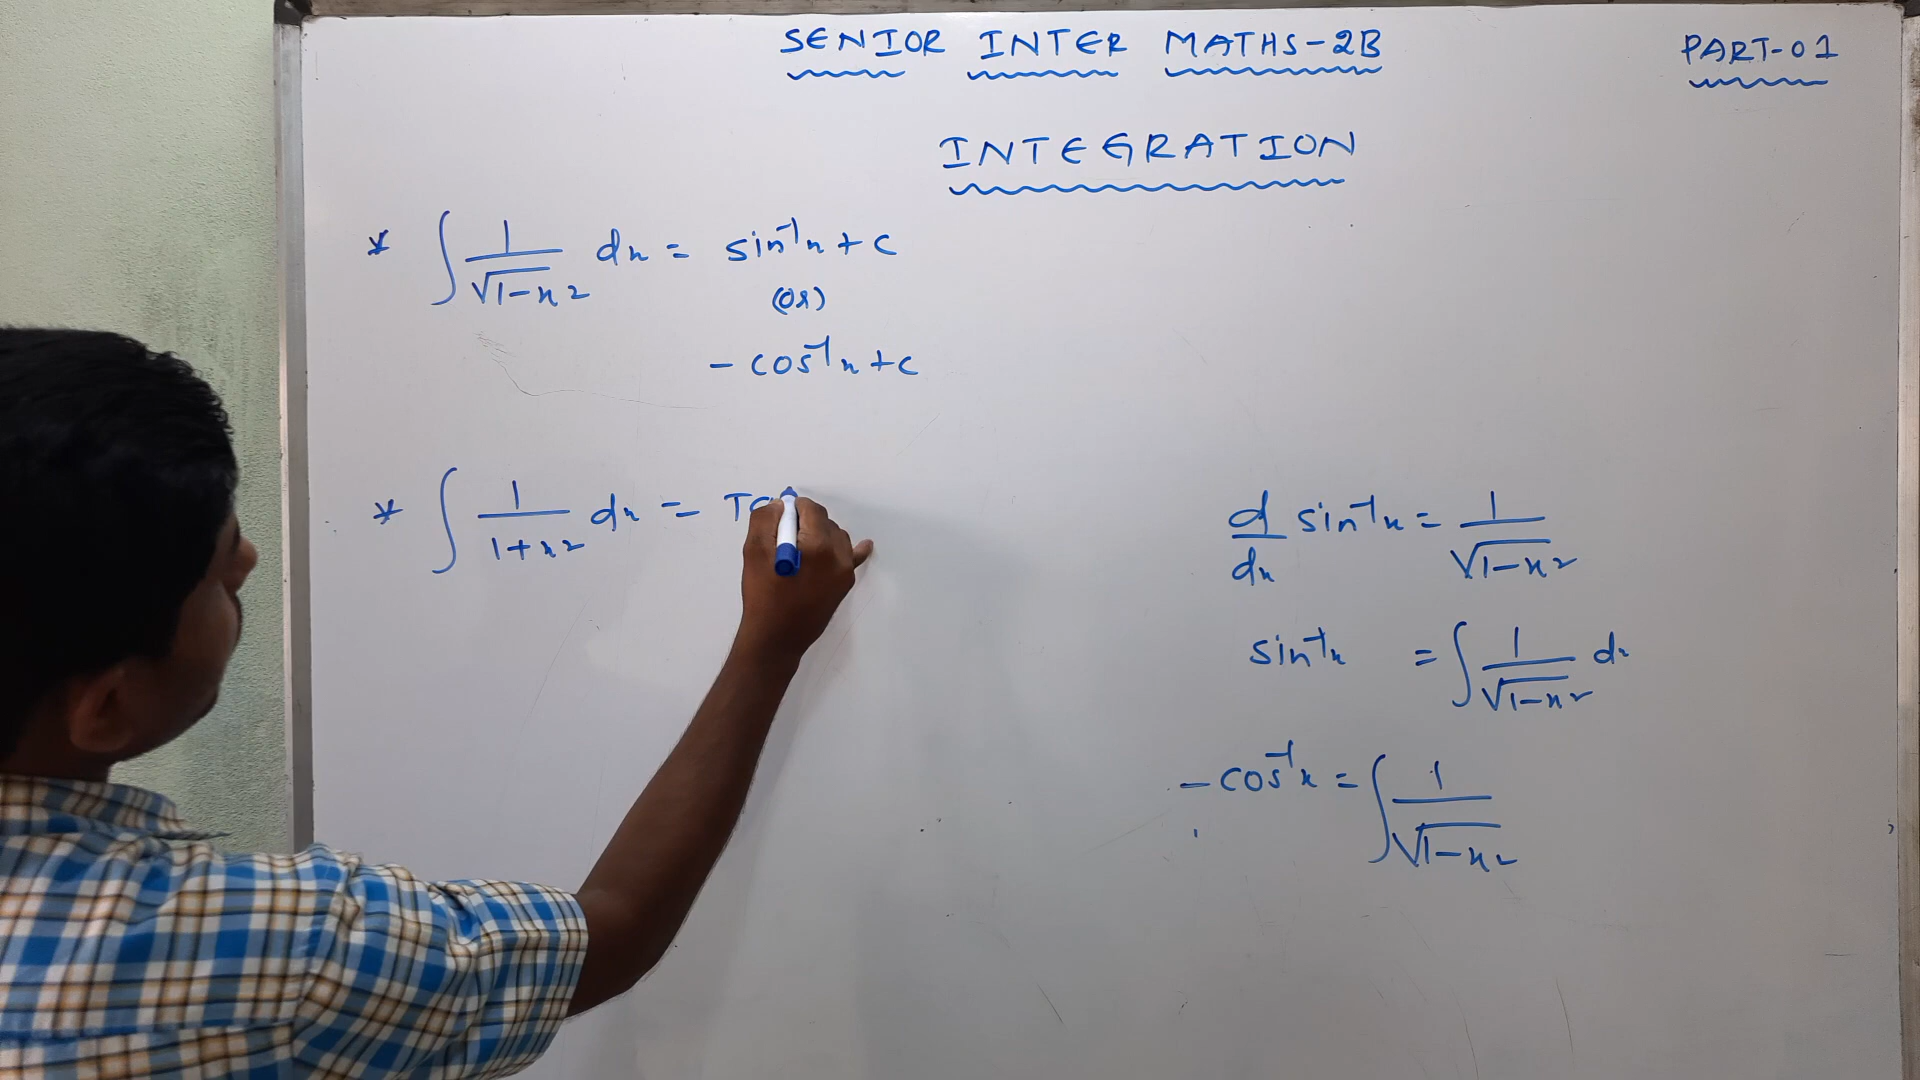 SENIOR INTER MATHS-2B
PART-01
INTEGRATION
* ∫ 1/√1-x² dx = sin⁻¹x + c
(or)
- cos⁻¹x + c
* ∫ 1/1+x² dx = Ta
d/dx sin⁻¹x = 1/√1-x²
sin⁻¹x = ∫ 1/√1-x² dx
- cos⁻¹x = ∫ 1/√1-x²